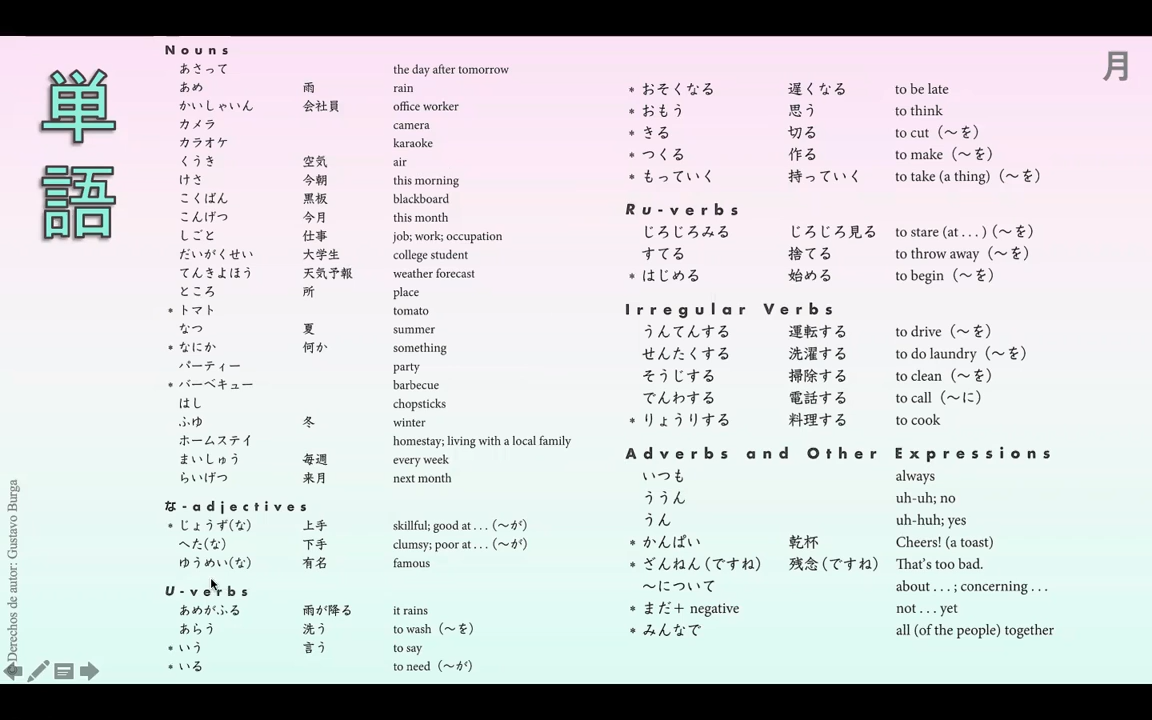 単
語
月
Nouns
あさって the day after tomorrow
あめ 雨 rain
かいしゃいん 会社員 office worker
カメラ camera
カラオケ karaoke
くうき 空気 air
けさ 今朝 this morning
こくばん 黒板 blackboard
こんげつ 今月 this month
しごと 仕事 job; work; occupation
だいがくせい 大学生 college student
てんきよほう 天気予報 weather forecast
ところ 所 place
* トマト tomato
なつ 夏 summer
* なにか 何か something
パーティー party
* バーベキュー barbecue
はし chopsticks
ふゆ 冬 winter
ホームステイ homestay; living with a local family
まいしゅう 毎週 every week
らいげつ 来月 next month
な-adjectives
* じょうず(な) 上手 skillful; good at . . . (〜が)
へた(な) 下手 clumsy; poor at . . . (〜が)
ゆうめい(な) 有名 famous
U-verbs
あめがふる 雨が降る it rains
あらう 洗う to wash (〜を)
* いう 言う to say
* いる to need (〜が)
* おそくなる 遅くなる to be late
* おもう 思う to think
* きる 切る to cut (〜を)
* つくる 作る to make (〜を)
* もっていく 持っていく to take (a thing) (〜を)
Ru-verbs
じろじろみる じろじろ見る to stare (at . . . ) (〜を)
すてる 捨てる to throw away (〜を)
* はじめる 始める to begin (〜を)
Irregular Verbs
うんてんする 運転する to drive (〜を)
せんたくする 洗濯する to do laundry (〜を)
そうじする 掃除する to clean (〜を)
でんわする 電話する to call (〜に)
* りょうりする 料理する to cook
Adverbs and Other Expressions
いつも always
ううん uh-uh; no
うん uh-huh; yes
* かんぱい 乾杯 Cheers! (a toast)
* ざんねん(ですね) 残念(ですね) That's too bad.
〜について about . . . ; concerning . . .
* まだ＋ negative not . . . yet
* みんなで all (of the people) together
©Derechos de autor: Gustavo Burga